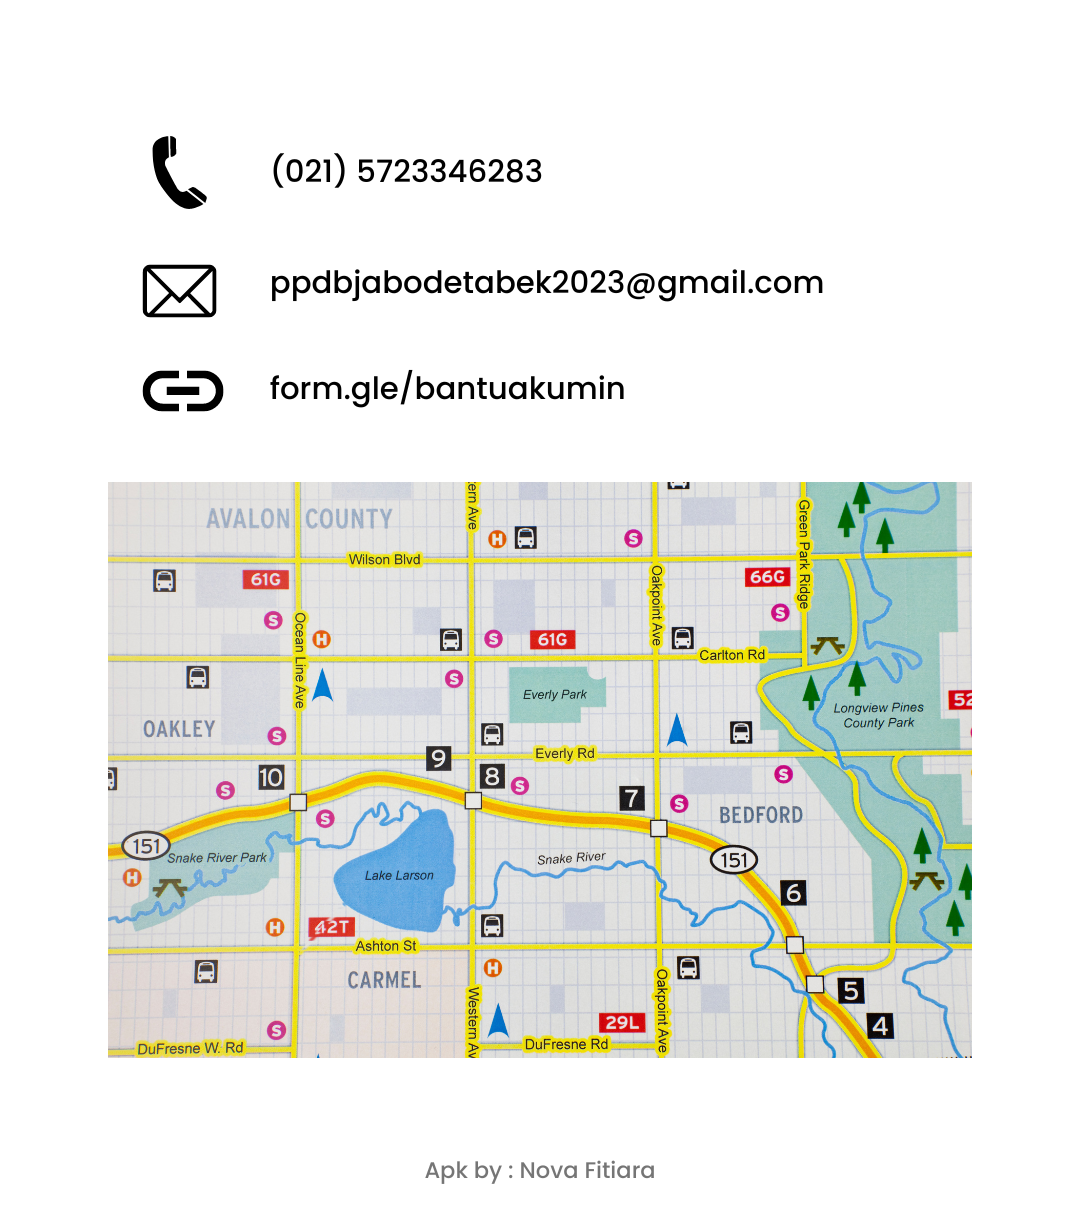 (021) 5723346283
ppdbjabodetabek2023@gmail.com
form.gle/bantuakumin
AVALON COUNTY
ern Ave
H
S
Wilson Blvd
Green Park Ridge
61G
66G
Oakpoint Ave
S
S
Ocean Line Ave
H
S
61G
Carlton Rd
S
Everly Park
Longview Pines
County Park
52
OAKLEY
S
Everly Rd
9
10
8
S
S
7
S
S
BEDFORD
S
151
Snake River Park
Snake River
151
H
Lake Larson
6
H
42T
Ashton St
H
CARMEL
Western Av
Oakpoint Ave
5
29L
4
S
DuFresne W. Rd
DuFresne Rd
Apk by : Nova Fitiara